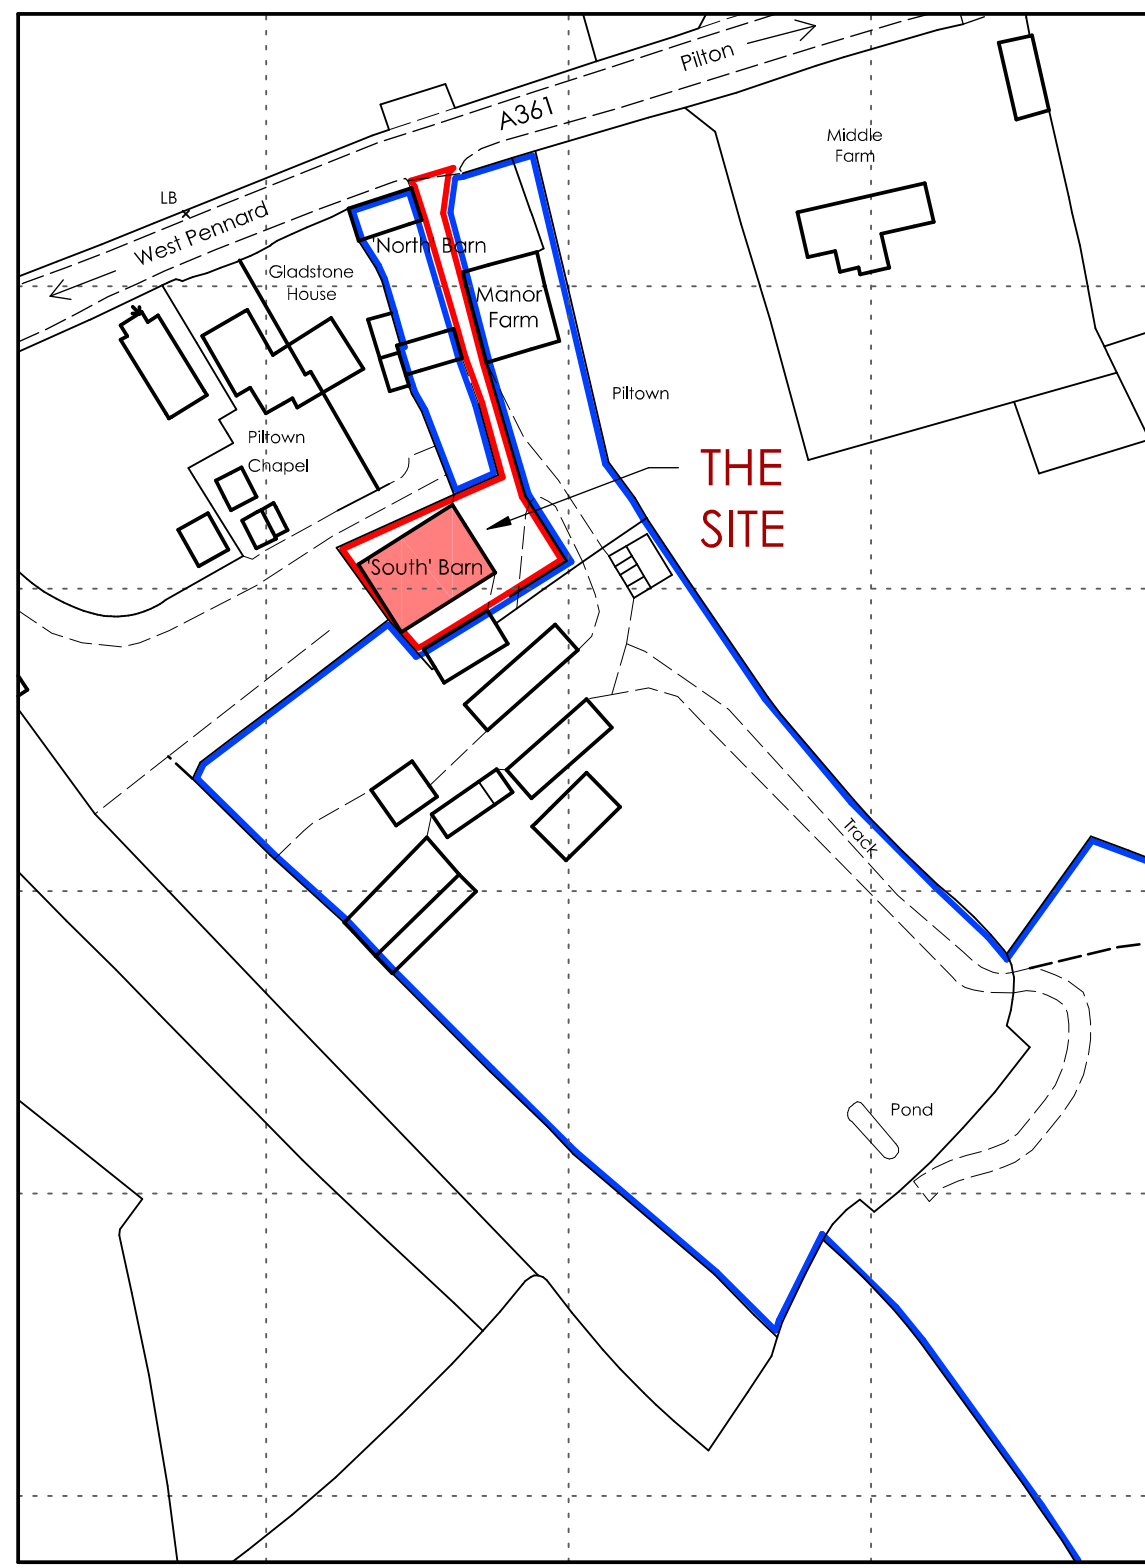 Pilton
A361
Middle
Farm
LB
West Pennard
'North' Barn
Gladstone
House
Manor
Farm
Piltown
Piltown
Chapel
THE
SITE
'South' Barn
Track
Pond